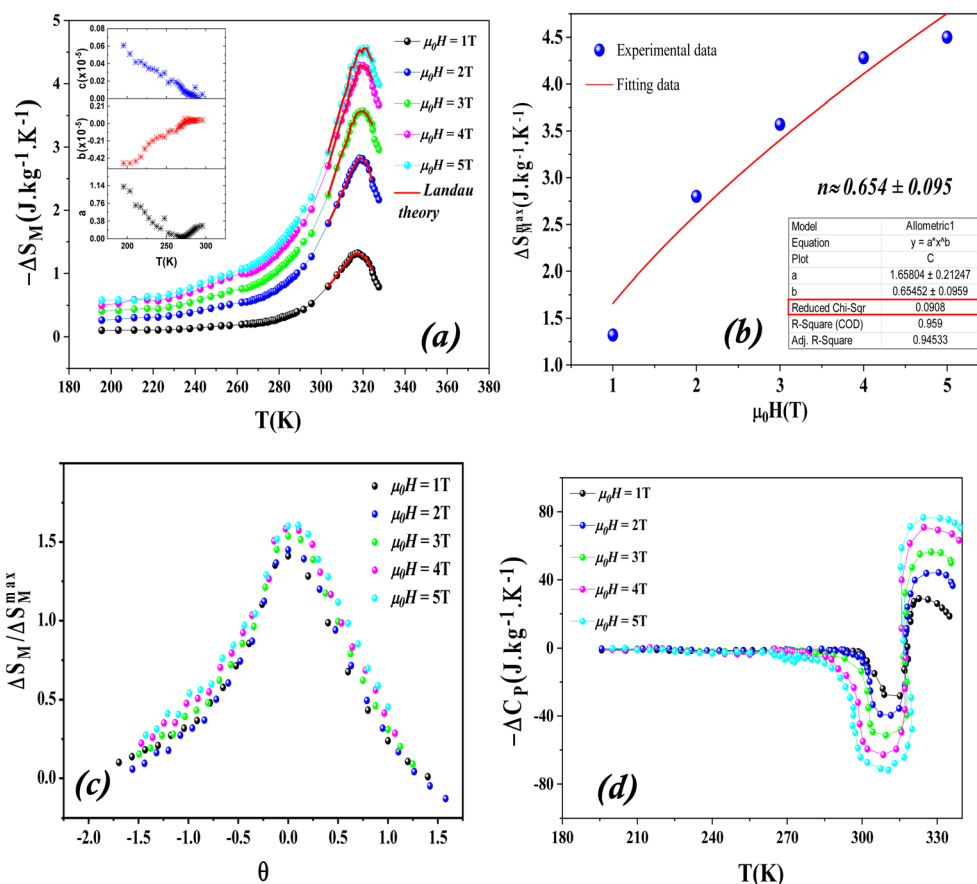 −ΔS_M(J.kg⁻¹.K⁻¹)
5
4
3
2
1
0
180 200 220 240 260 280 300 320 340 360 380
T(K)
c(x10⁻⁵)
0.08
0.06
0.04
0.02
0.00
b(x10⁻⁵)
0.00
-0.21
-0.42
a
1.14
0.76
0.38
0.00
200 250 300
T(K)
μ₀H = 1T
μ₀H = 2T
μ₀H = 3T
μ₀H = 4T
μ₀H = 5T
Landau
theory
(a)
ΔS_M^max(J.kg⁻¹.K⁻¹)
4.5
4.0
3.5
3.0
2.5
2.0
1.5
1.0
1 2 3 4 5
μ₀H(T)
Experimental data
Fitting data
n≈0.654 ± 0.095
Model Allometric1
Equation y = a*x^b
Plot C
a 1.65804 ± 0.21247
b 0.65452 ± 0.0959
Reduced Chi-Sqr 0.0908
R-Square (COD) 0.959
Adj. R-Square 0.94533
(b)
ΔS_M/ΔS_M^max
1.5
1.0
0.5
0.0
-2.0 -1.5 -1.0 -0.5 0.0 0.5 1.0 1.5
θ
μ₀H = 1T
μ₀H = 2T
μ₀H = 3T
μ₀H = 4T
μ₀H = 5T
(c)
−ΔC_P(J.kg⁻¹.K⁻¹)
80
40
0
-40
-80
180 210 240 270 300 330
T(K)
μ₀H = 1T
μ₀H = 2T
μ₀H = 3T
μ₀H = 4T
μ₀H = 5T
(d)